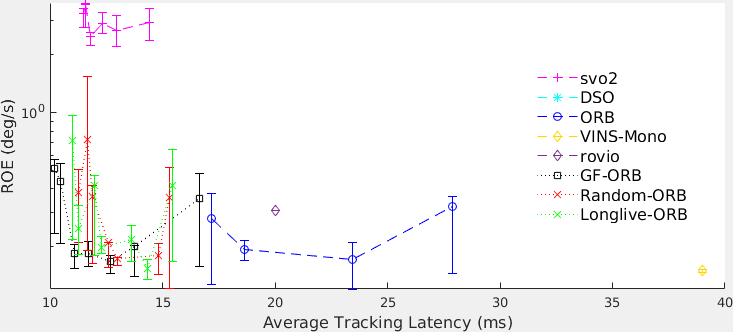 ROE (deg/s)
10^0
svo2
DSO
ORB
VINS-Mono
rovio
GF-ORB
Random-ORB
Longlive-ORB
10 15 20 25 30 35 40
Average Tracking Latency (ms)